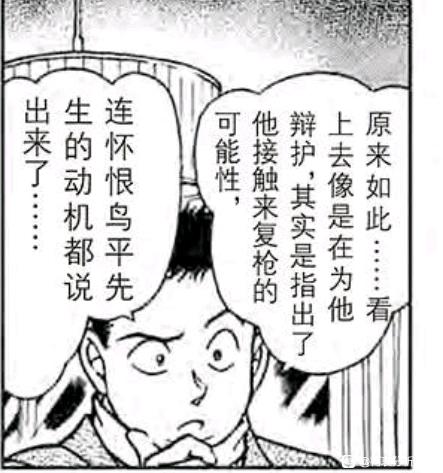 原来如此……看
上去像是在为他
辩护，其实是指出了
他接触来复枪的
可能性，
连怀恨鸟平先
生的动机都说
出来了……